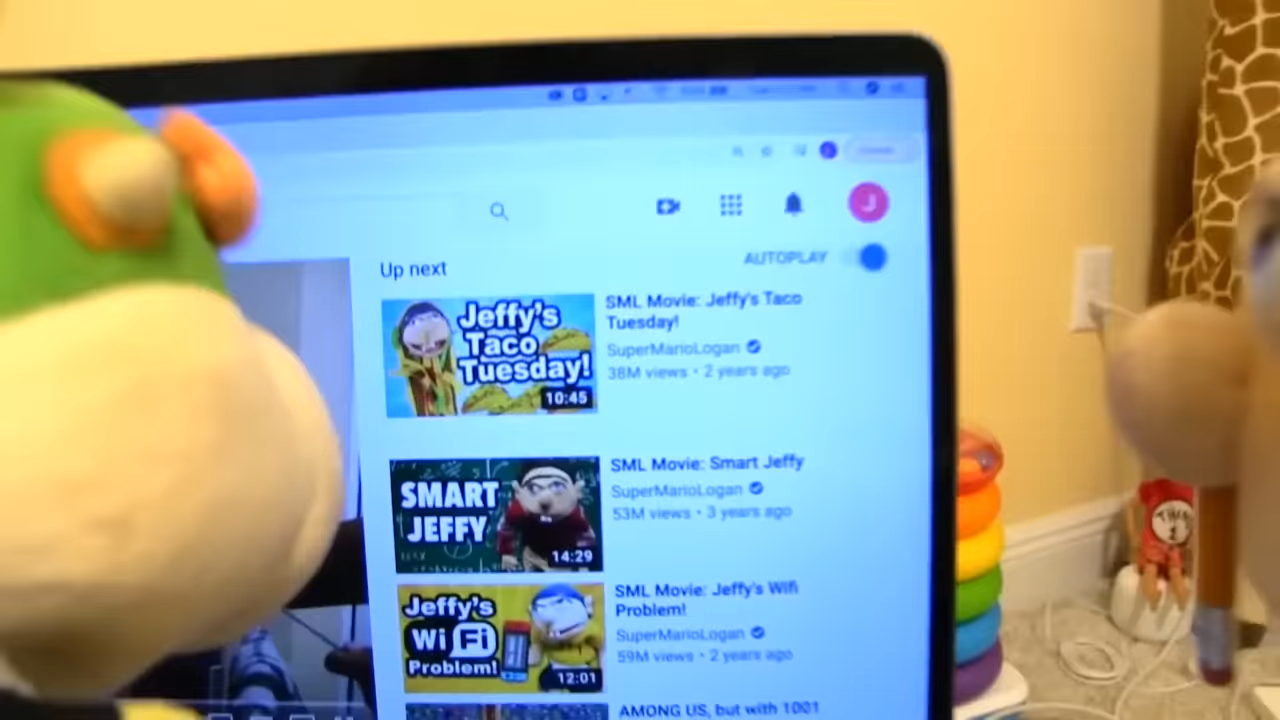 J
Up next
AUTOPLAY
Jeffy's
Taco
Tuesday!
10:45
SML Movie: Jeffy's Taco
Tuesday!
SuperMarioLogan
38M views • 2 years ago
SMART
JEFFY
14:29
SML Movie: Smart Jeffy
SuperMarioLogan
53M views • 3 years ago
Jeffy's
Wi Fi
Problem!
12:01
SML Movie: Jeffy's Wifi
Problem!
SuperMarioLogan
59M views • 2 years ago
AMONG US, but with 1001
THING